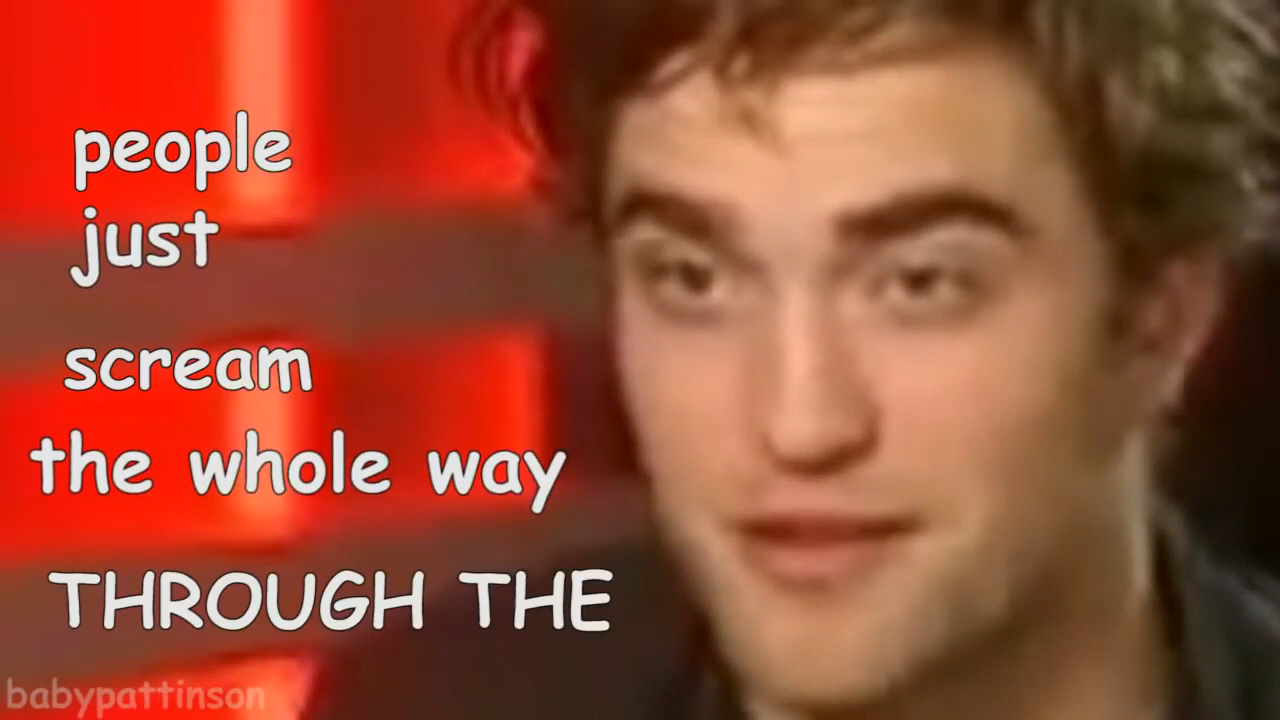 people
just
scream
the whole way
THROUGH THE
babypattinson